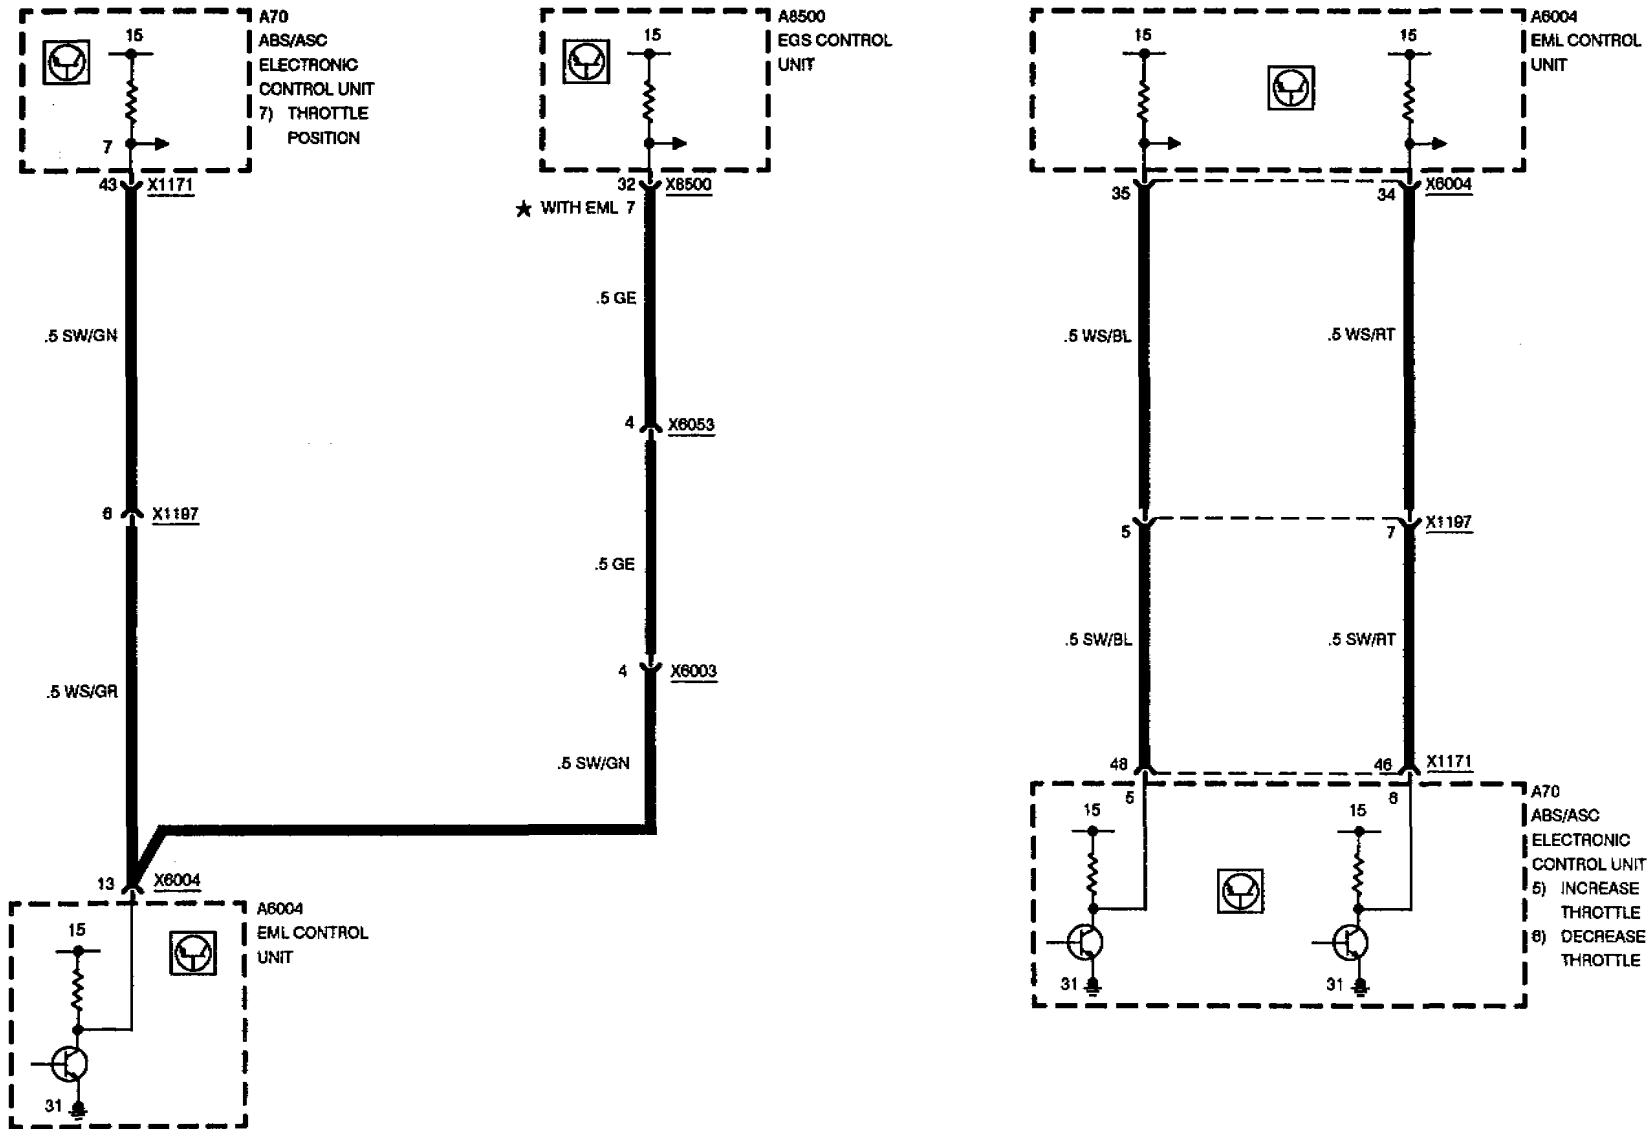 A70
ABS/ASC
ELECTRONIC
CONTROL UNIT
7) THROTTLE
POSITION
15
7
43
X1171
.5 SW/GN
6
X1197
.5 WS/GR
13
X6004
A6004
EML CONTROL
UNIT
15
31
A8500
EGS CONTROL
UNIT
15
32
X8500
★ WITH EML 7
.5 GE
4
X6053
.5 GE
4
X6003
.5 SW/GN
A6004
EML CONTROL
UNIT
15
15
35
34
X6004
.5 WS/BL
.5 WS/RT
5
7
X1197
.5 SW/BL
.5 SW/RT
48
46
X1171
5
6
A70
ABS/ASC
ELECTRONIC
CONTROL UNIT
5) INCREASE
THROTTLE
6) DECREASE
THROTTLE
15
15
31
31